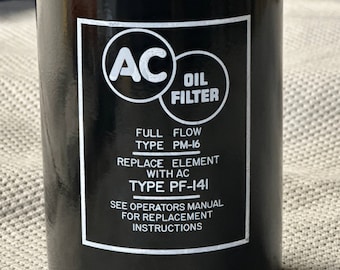 AC
OIL
FILTER
FULL FLOW
TYPE PM-16
REPLACE ELEMENT
WITH AC
TYPE PF-141
SEE OPERATORS MANUAL
FOR REPLACEMENT
INSTRUCTIONS